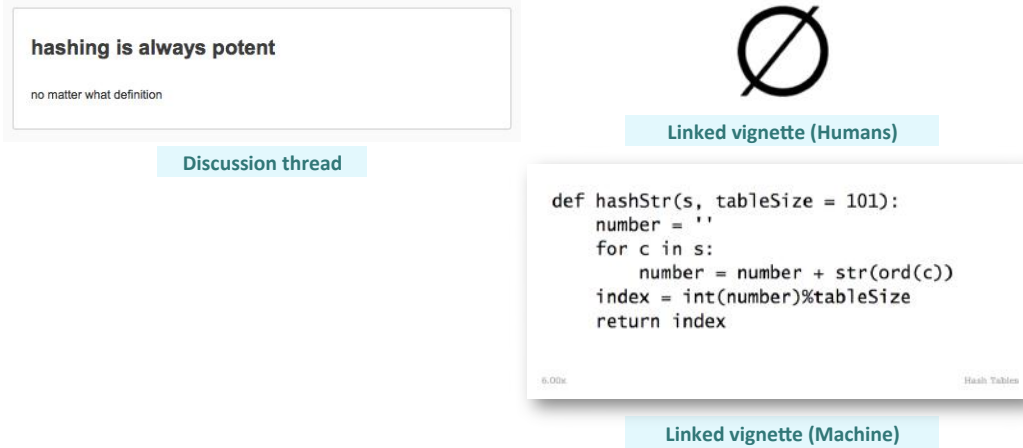 hashing is always potent
no matter what definition
Discussion thread
Ø
Linked vignette (Humans)
def hashStr(s, tableSize = 101):
    number = ''
    for c in s:
        number = number + str(ord(c))
    index = int(number)%tableSize
    return index
6.00x
Hash Tables
Linked vignette (Machine)